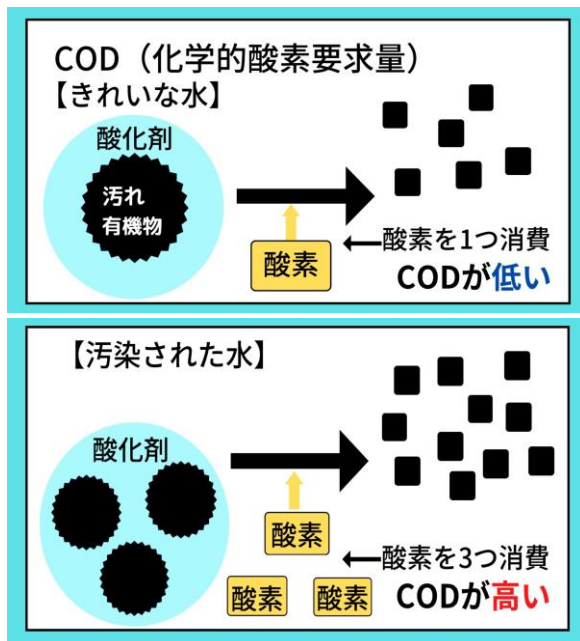 COD（化学的酸素要求量）
【きれいな水】
酸化剤
汚れ
有機物
酸素
←酸素を1つ消費
CODが低い
【汚染された水】
酸化剤
酸素
酸素 酸素
←酸素を3つ消費
CODが高い